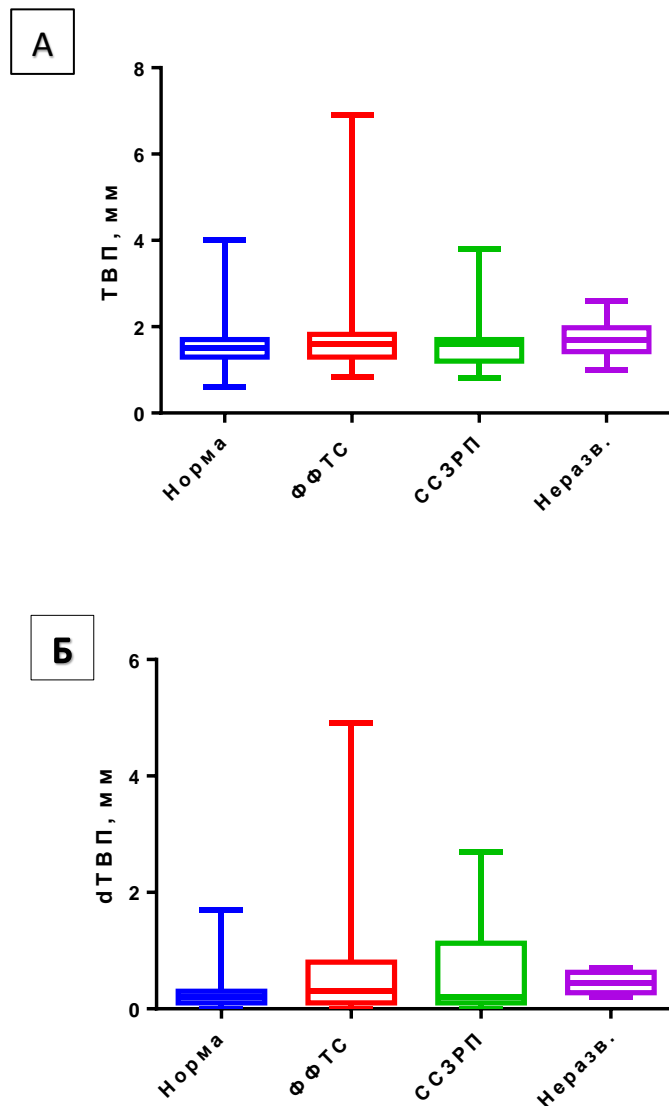 А
8
6
4
2
0
ТВП, мм
Норма
ФФТС
ССЗРП
Неразв.
Б
6
4
2
0
dТВП, мм
Норма
ФФТС
ССЗРП
Неразв.